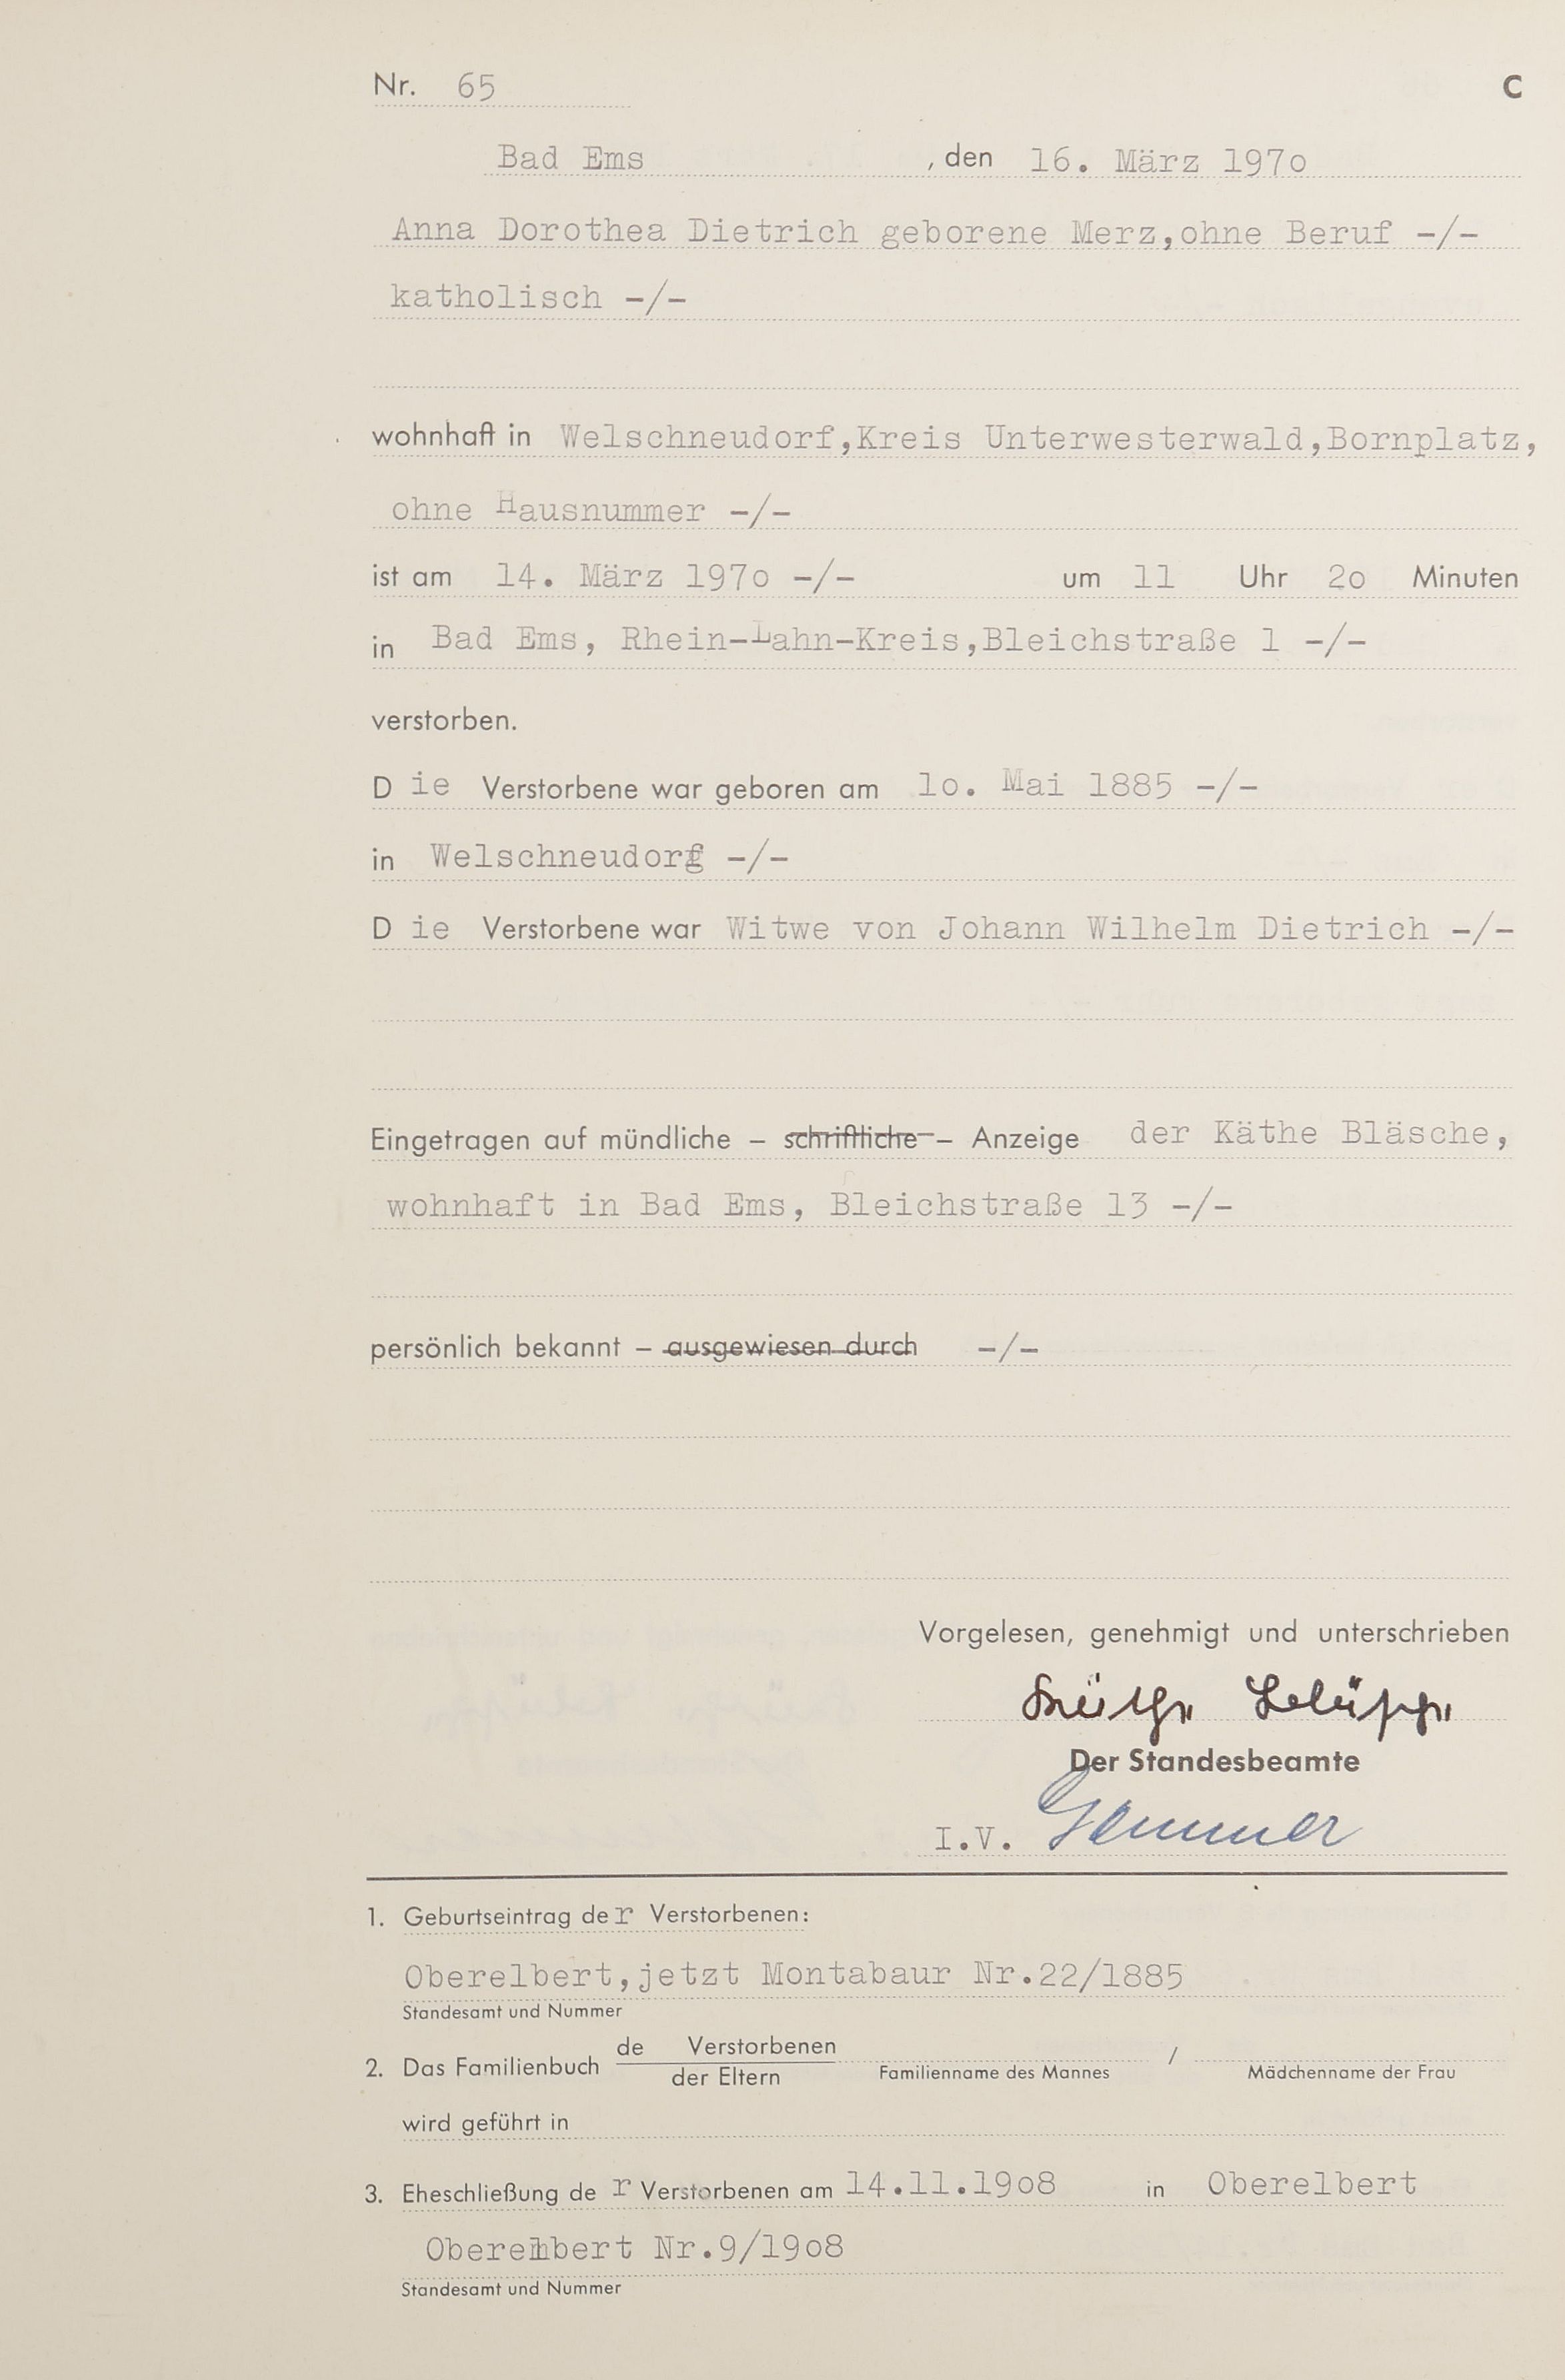 Nr. 65 C
Bad Ems , den 16. März 197o
Anna Dorothea Dietrich geborene Merz,ohne Beruf -/-
katholisch -/-
wohnhaft in Welschneudorf,Kreis Unterwesterwald,Bornplatz,
ohne Hausnummer -/-
ist am 14. März 197o -/- um 11 Uhr 2o Minuten
in Bad Ems, Rhein-Lahn-Kreis,Bleichstraße 1 -/-
verstorben.
Die Verstorbene war geboren am 1o. Mai 1885 -/-
in Welschneudorf -/-
Die Verstorbene war Witwe von Johann Wilhelm Dietrich -/-
Eingetragen auf mündliche – schriftliche – Anzeige der Käthe Bläsche,
wohnhaft in Bad Ems, Bleichstraße 13 -/-
persönlich bekannt – ausgewiesen durch -/-
Vorgelesen, genehmigt und unterschrieben
Käthe Bläsche
Der Standesbeamte
I.V. Gemmer
1. Geburtseintrag der Verstorbenen:
Oberelbert,jetzt Montabaur Nr.22/1885
Standesamt und Nummer
de Verstorbenen
2. Das Familienbuch /
der Eltern Familienname des Mannes Mädchenname der Frau
wird geführt in
3. Eheschließung der Verstorbenen am 14.11.19o8 in Oberelbert
Oberelbert Nr.9/19o8
Standesamt und Nummer